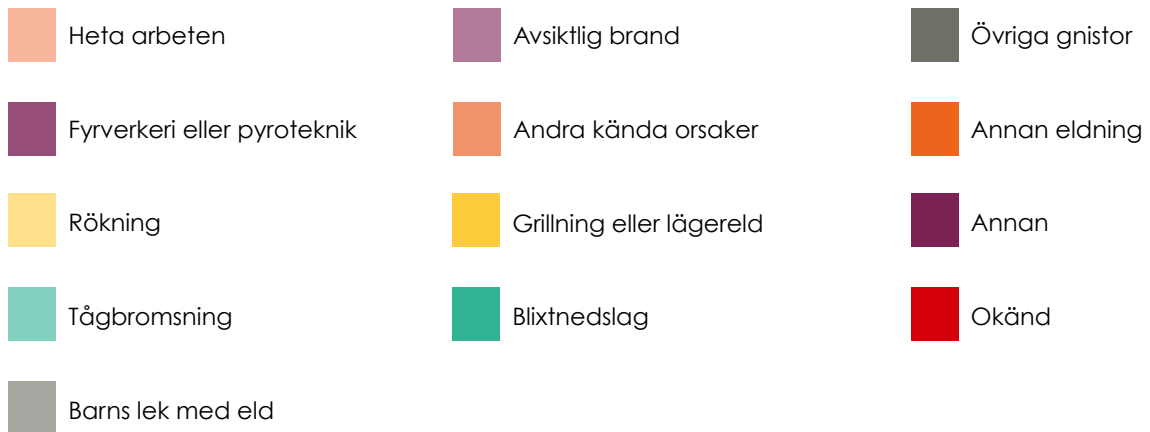 Heta arbeten
Fyrverkeri eller pyroteknik
Rökning
Tågbromsning
Barns lek med eld
Avsiktlig brand
Andra kända orsaker
Grillning eller lägereld
Blixtnedslag
Övriga gnistor
Annan eldning
Annan
Okänd